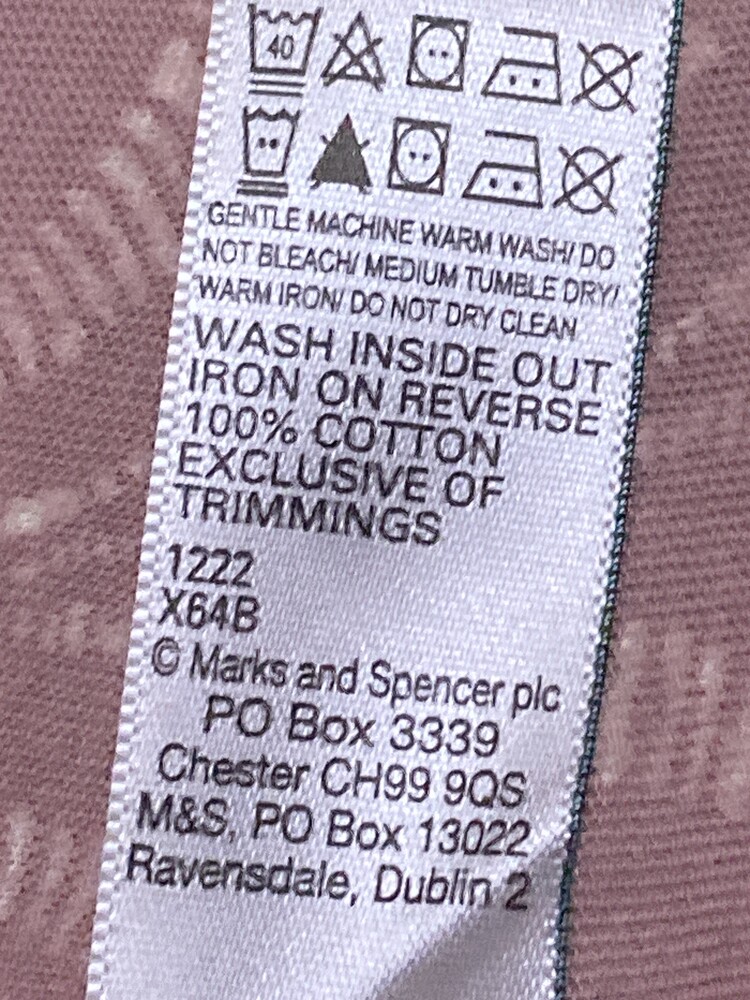 40
GENTLE MACHINE WARM WASH/ DO
NOT BLEACH/ MEDIUM TUMBLE DRY/
WARM IRON/ DO NOT DRY CLEAN
WASH INSIDE OUT
IRON ON REVERSE
100% COTTON
EXCLUSIVE OF
TRIMMINGS
1222
X64B
© Marks and Spencer plc
PO Box 3339
Chester CH99 9QS
M&S, PO Box 13022
Ravensdale, Dublin 2